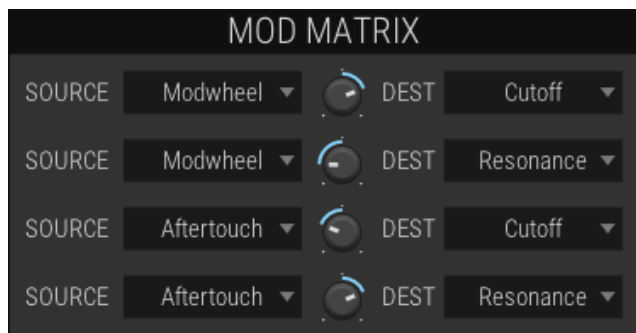 MOD MATRIX
SOURCE Modwheel DEST Cutoff
SOURCE Modwheel DEST Resonance
SOURCE Aftertouch DEST Cutoff
SOURCE Aftertouch DEST Resonance